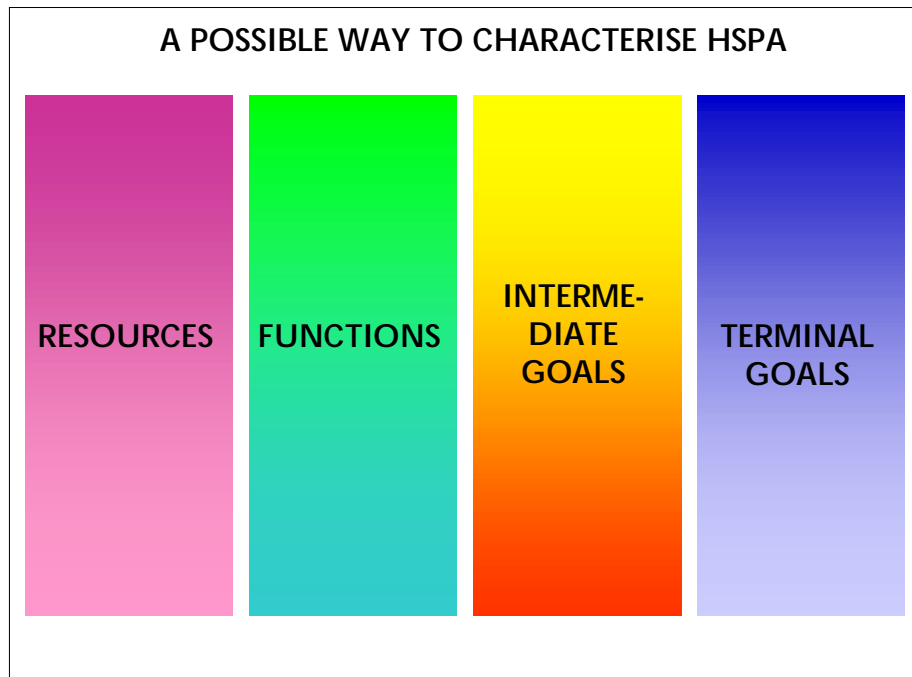 A POSSIBLE WAY TO CHARACTERISE HSPA
RESOURCES
FUNCTIONS
INTERME-
DIATE
GOALS
TERMINAL
GOALS